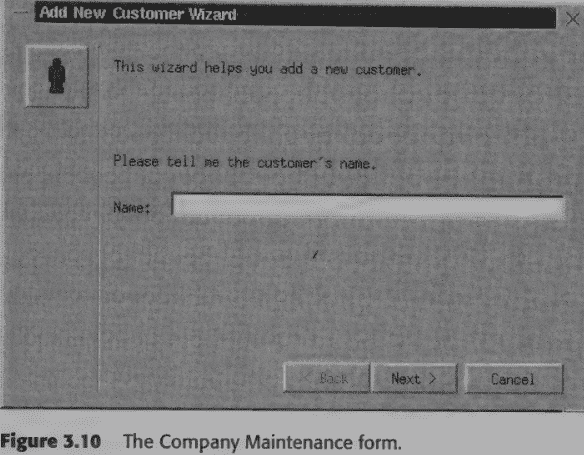 Add New Customer Wizard
This wizard helps you add a new customer.
Please tell me the customer's name.
Name:
< Back
Next >
Cancel
Figure 3.10 The Company Maintenance form.